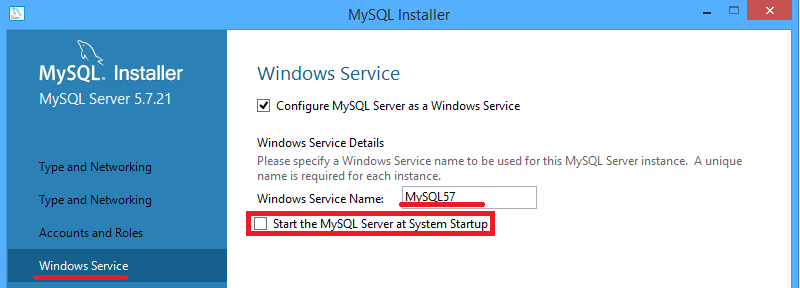 MySQL Installer
MySQL. Installer
MySQL Server 5.7.21
Type and Networking
Type and Networking
Accounts and Roles
Windows Service
Windows Service
Configure MySQL Server as a Windows Service
Windows Service Details
Please specify a Windows Service name to be used for this MySQL Server instance. A unique
name is required for each instance.
Windows Service Name: MySQL57
Start the MySQL Server at System Startup